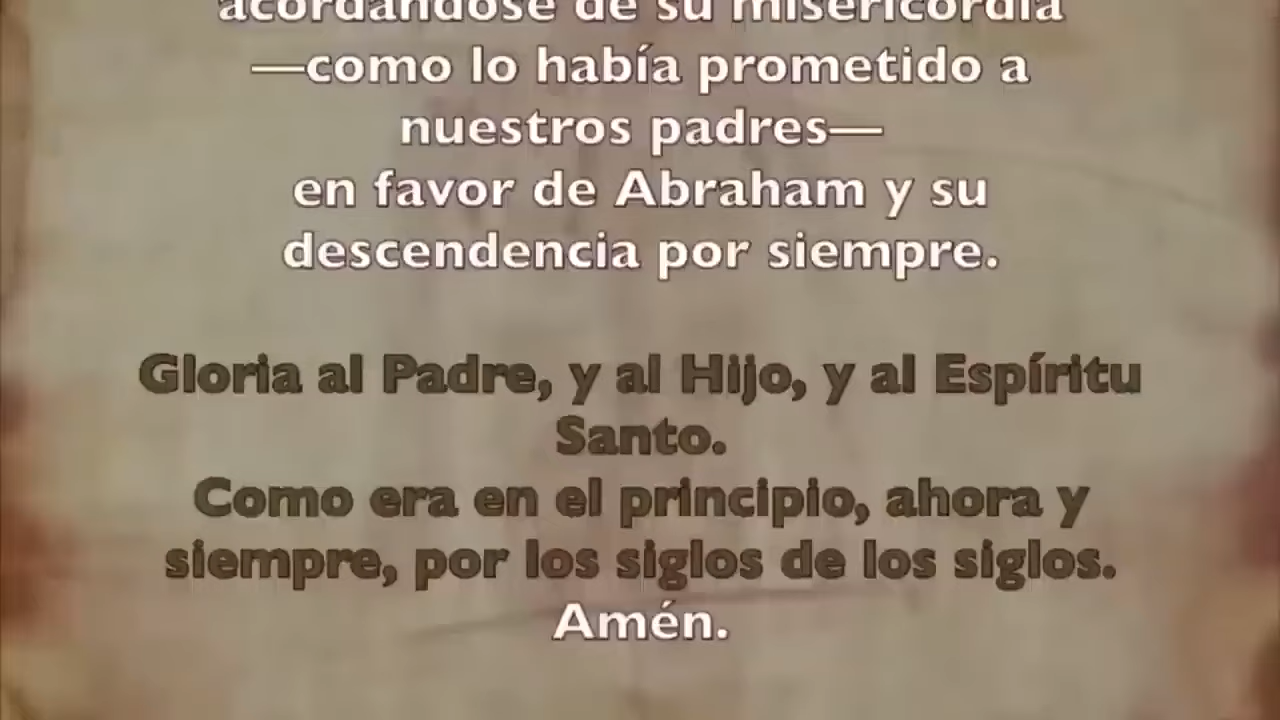 acordándose de su misericordia
—como lo había prometido a
nuestros padres—
en favor de Abraham y su
descendencia por siempre.
Gloria al Padre, y al Hijo, y al Espíritu
Santo.
Como era en el principio, ahora y
siempre, por los siglos de los siglos.
Amén.